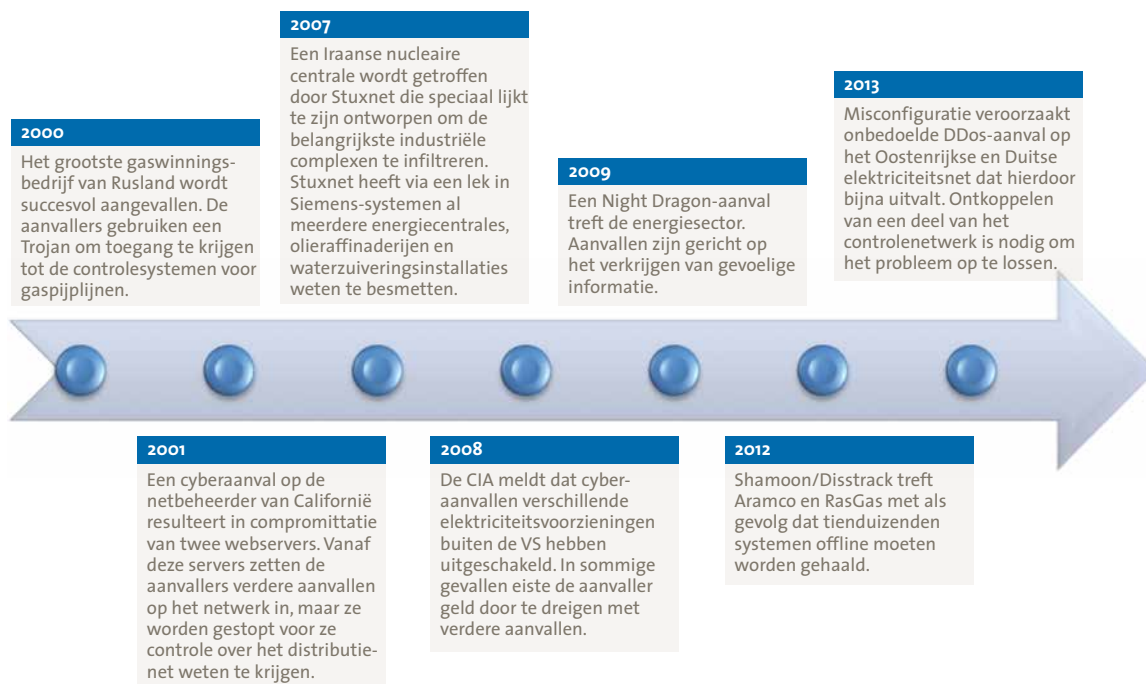 2000
Het grootste gaswinnings-
bedrijf van Rusland wordt
succesvol aangevallen. De
aanvallers gebruiken een
Trojan om toegang te krijgen
tot de controlesystemen voor
gaspijplijnen.
2001
Een cyberaanval op de
netbeheerder van Californië
resulteert in compromittatie
van twee webservers. Vanaf
deze servers zetten de
aanvallers verdere aanvallen
op het netwerk in, maar ze
worden gestopt voor ze
controle over het distributie-
net weten te krijgen.
2007
Een Iraanse nucleaire
centrale wordt getroffen
door Stuxnet die speciaal lijkt
te zijn ontworpen om de
belangrijkste industriële
complexen te infiltreren.
Stuxnet heeft via een lek in
Siemens-systemen al
meerdere energiecentrales,
olieraffinaderijen en
waterzuiveringsinstallaties
weten te besmetten.
2008
De CIA meldt dat cyber-
aanvallen verschillende
elektriciteitsvoorzieningen
buiten de VS hebben
uitgeschakeld. In sommige
gevallen eiste de aanvaller
geld door te dreigen met
verdere aanvallen.
2009
Een Night Dragon-aanval
treft de energiesector.
Aanvallen zijn gericht op
het verkrijgen van gevoelige
informatie.
2012
Shamoon/Disstrack treft
Aramco en RasGas met als
gevolg dat tienduizenden
systemen offline moeten
worden gehaald.
2013
Misconfiguratie veroorzaakt
onbedoelde DDos-aanval op
het Oostenrijkse en Duitse
elektriciteitsnet dat hierdoor
bijna uitvalt. Ontkoppelen
van een deel van het
controlenetwerk is nodig om
het probleem op te lossen.